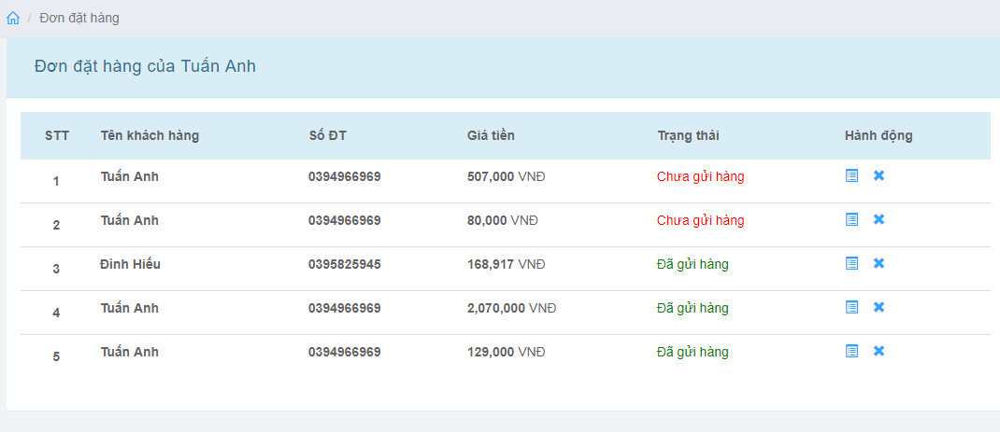 / Đơn đặt hàng
Đơn đặt hàng của Tuấn Anh
STT Tên khách hàng Số ĐT Giá tiền Trạng thái Hành động
1 Tuấn Anh 0394966969 507,000 VNĐ Chưa gửi hàng
2 Tuấn Anh 0394966969 80,000 VNĐ Chưa gửi hàng
3 Đình Hiếu 0395825945 168,917 VNĐ Đã gửi hàng
4 Tuấn Anh 0394966969 2,070,000 VNĐ Đã gửi hàng
5 Tuấn Anh 0394966969 129,000 VNĐ Đã gửi hàng